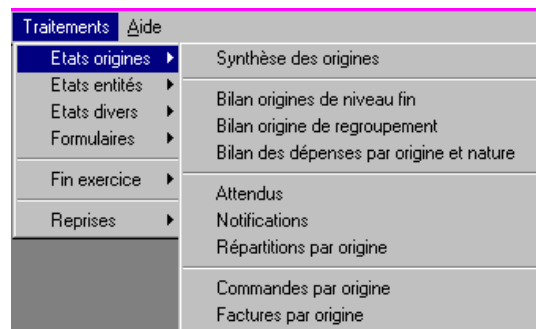 Traitements Aide
Etats origines
Etats entités
Etats divers
Formulaires
Fin exercice
Reprises
Synthèse des origines
Bilan origines de niveau fin
Bilan origine de regroupement
Bilan des dépenses par origine et nature
Attendus
Notifications
Répartitions par origine
Commandes par origine
Factures par origine